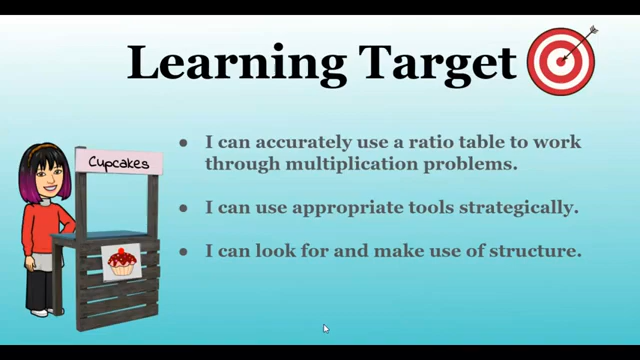 Learning Target
Cupcakes
● I can accurately use a ratio table to work
through multiplication problems.
● I can use appropriate tools strategically.
● I can look for and make use of structure.